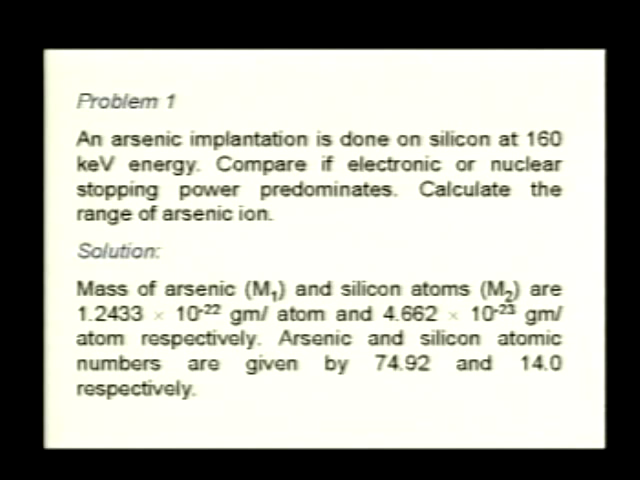 Problem 1
An arsenic implantation is done on silicon at 160
keV energy. Compare if electronic or nuclear
stopping power predominates. Calculate the
range of arsenic ion.
Solution:
Mass of arsenic (M₁) and silicon atoms (M₂) are
1.2433 × 10⁻²² gm/ atom and 4.662 × 10⁻²³ gm/
atom respectively. Arsenic and silicon atomic
numbers are given by 74.92 and 14.0
respectively.